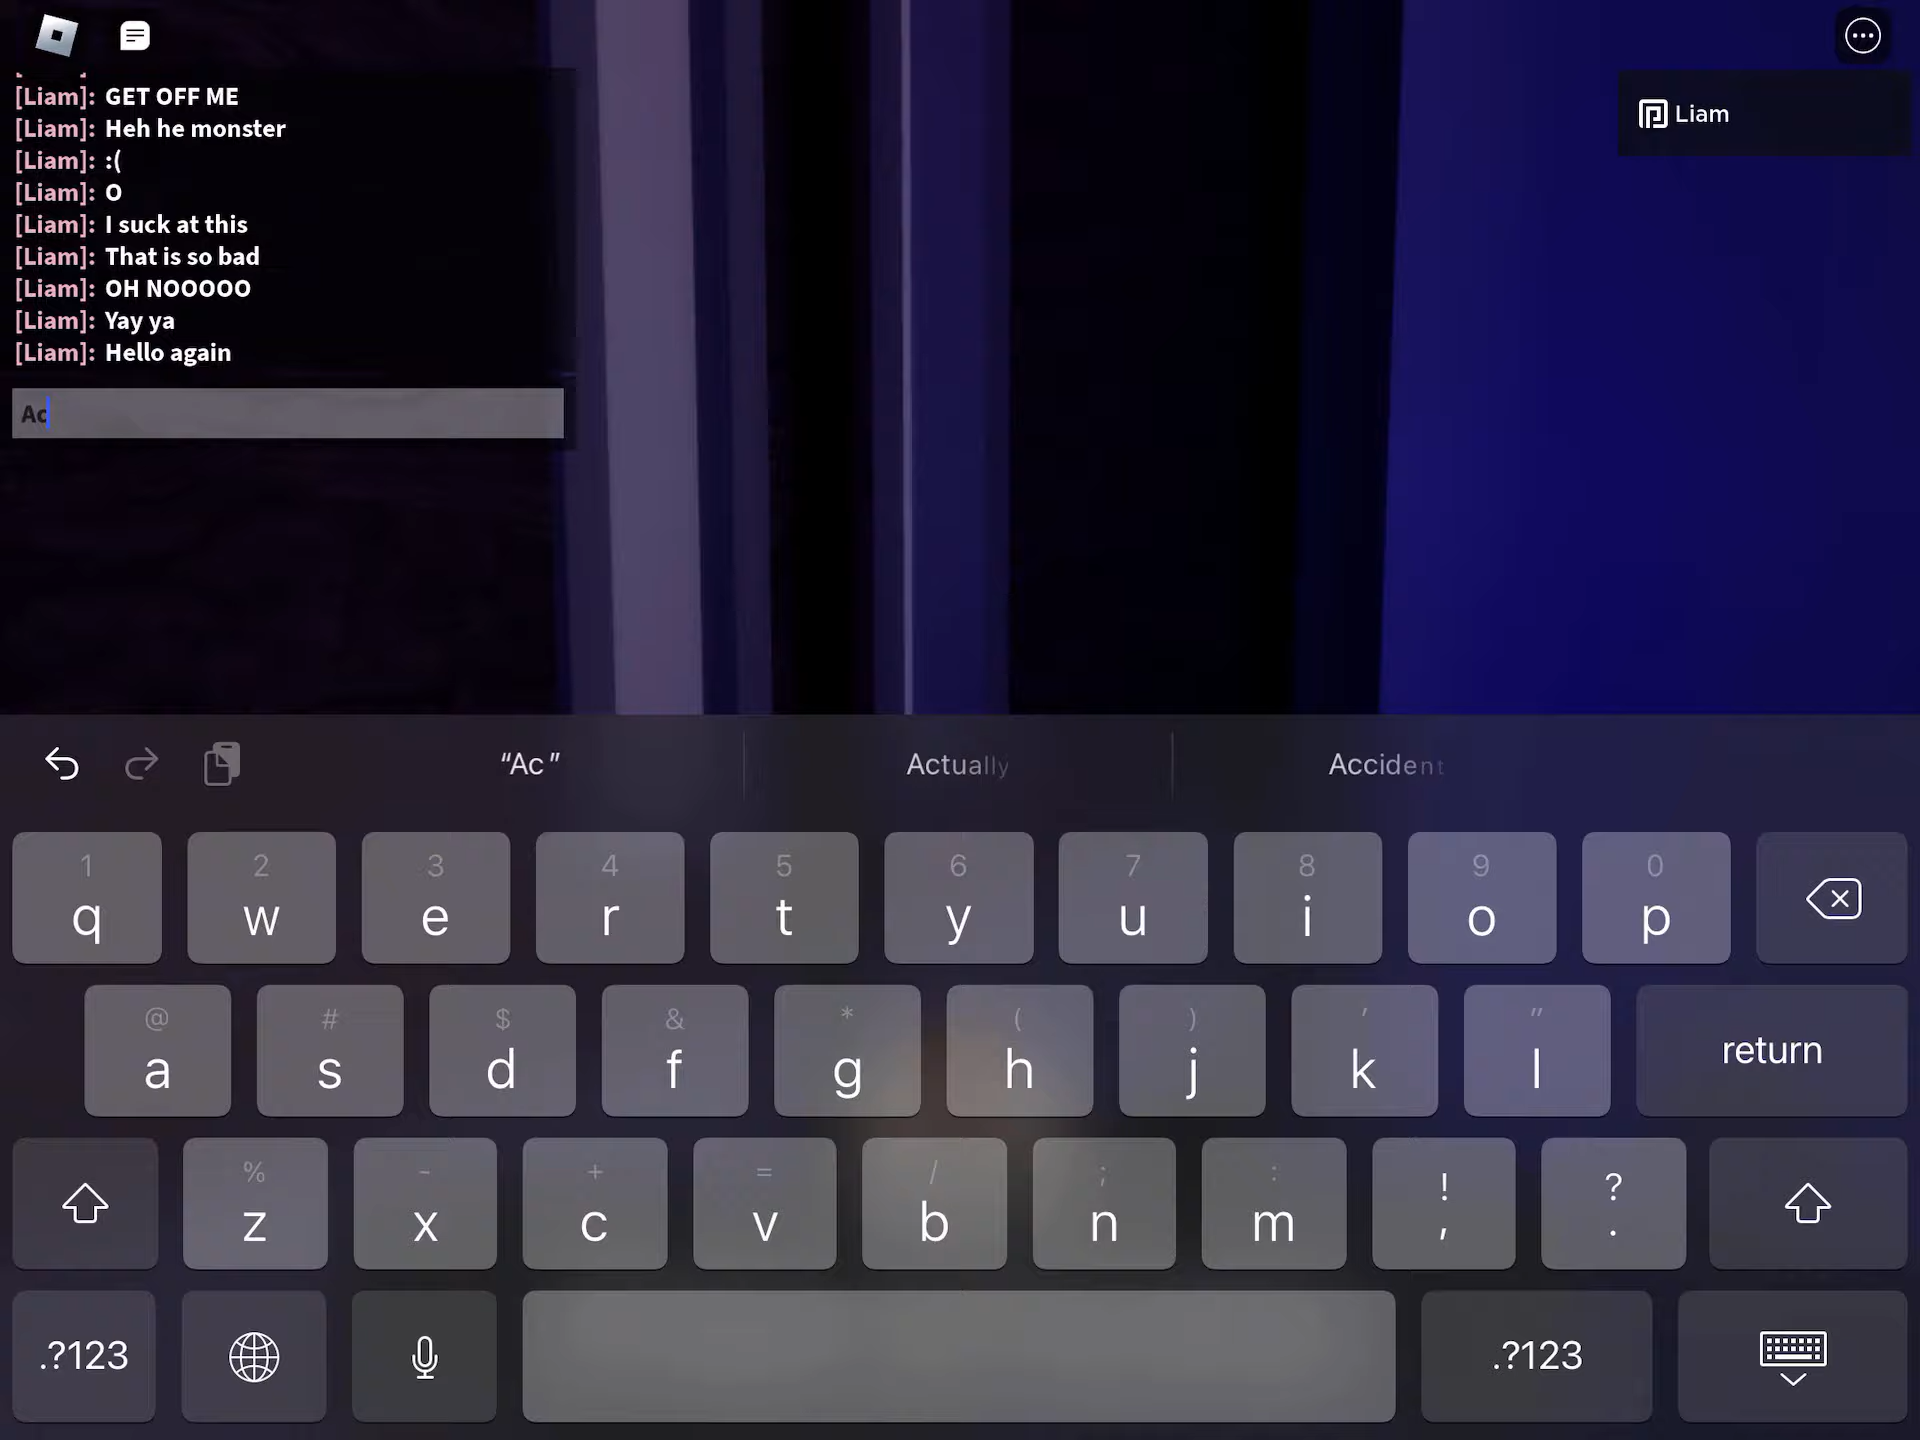 [Liam]: GET OFF ME
[Liam]: Heh he monster
[Liam]: :(
[Liam]: O
[Liam]: I suck at this
[Liam]: That is so bad
[Liam]: OH NOOOOO
[Liam]: Yay ya
[Liam]: Hello again
Ac
Liam
“Ac” Actually Accident
1 2 3 4 5 6 7 8 9 0
q w e r t y u i o p
@ # $ & * ( ) ' "
a s d f g h j k l return
% - + = / ; : ! ?
z x c v b n m , .
.?123 .?123